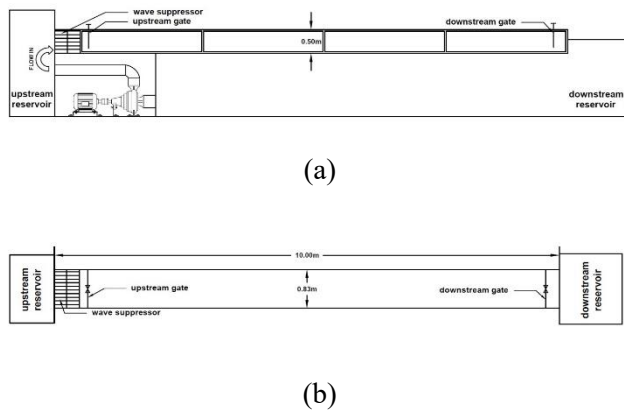 wave suppressor
upstream gate
downstream gate
0.50m
FLOW IN
upstream
reservoir
downstream
reservoir
(a)
10.00m
upstream
reservoir
0.83m
upstream gate
downstream gate
downstream
reservoir
wave suppressor
(b)